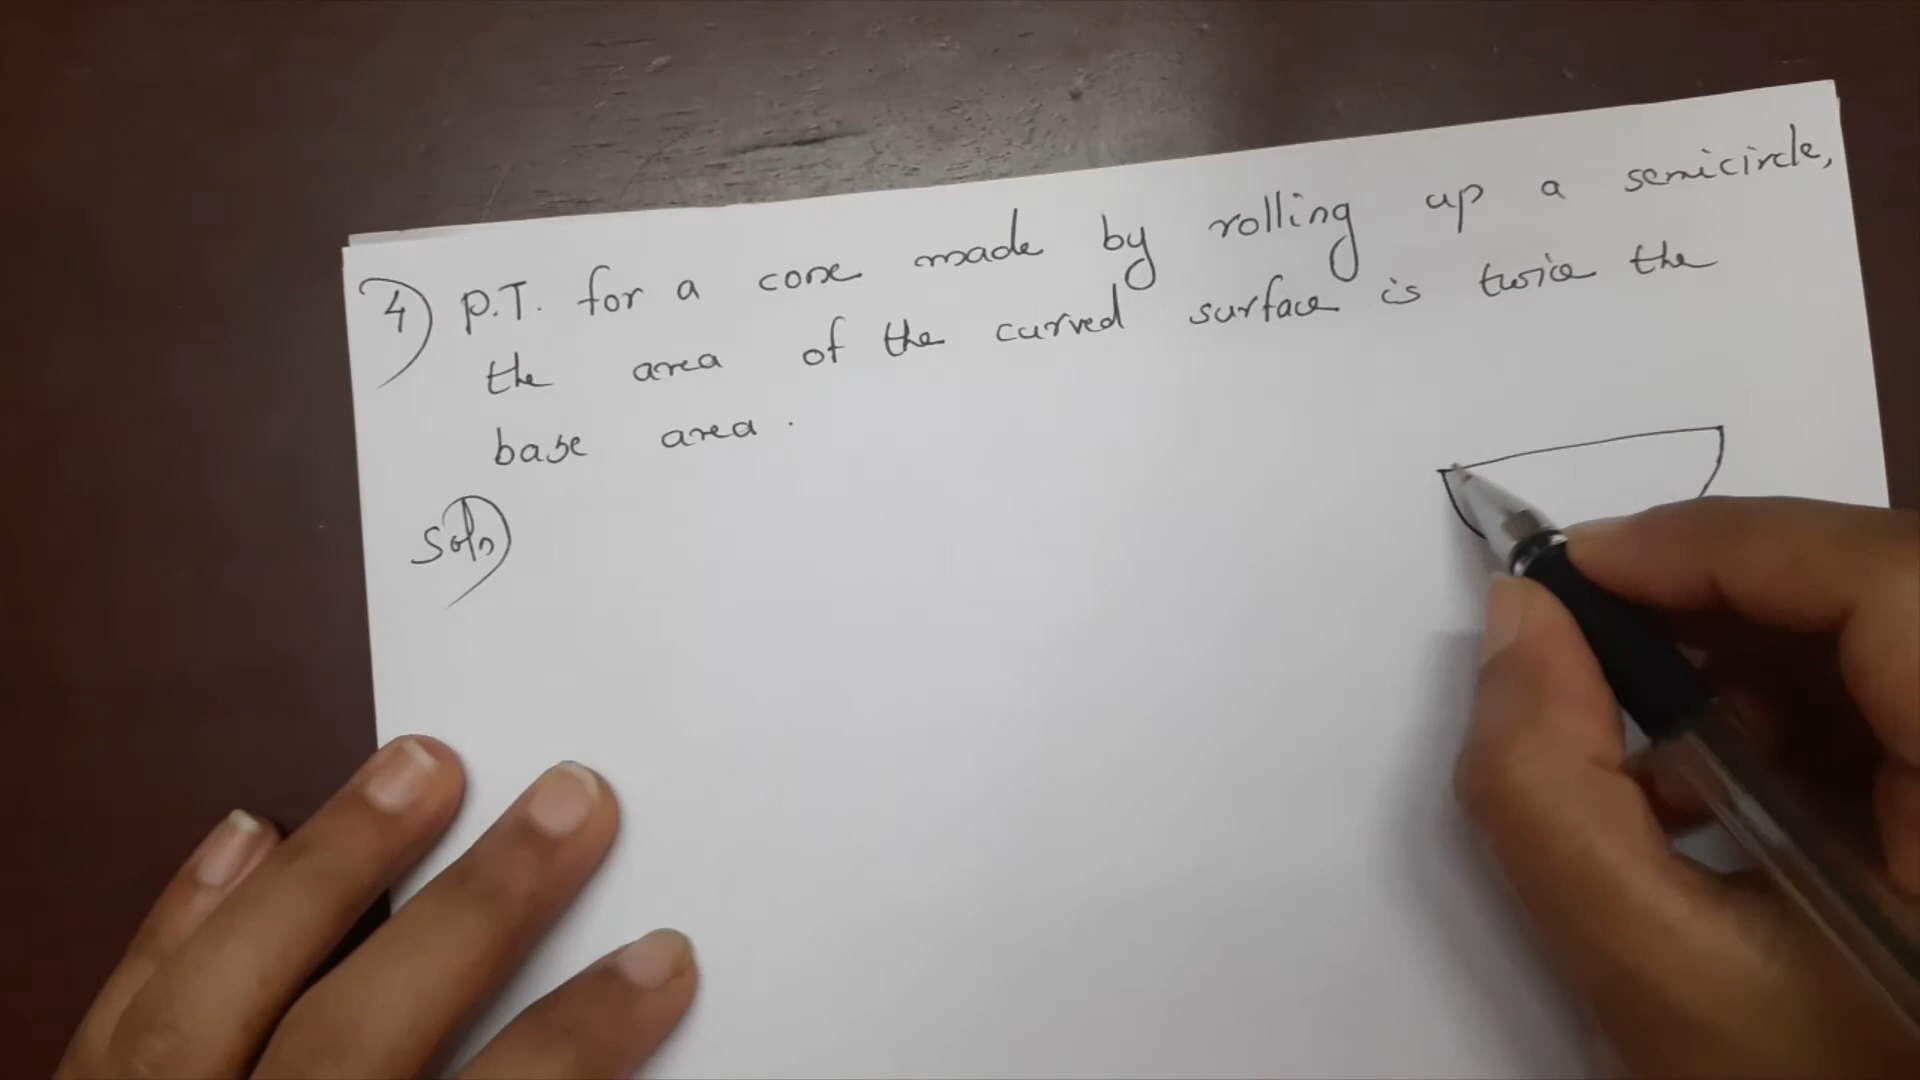 4) P.T. for a cone made by rolling up a semicircle,
the area of the curved surface is twice the
base area.
Soln)